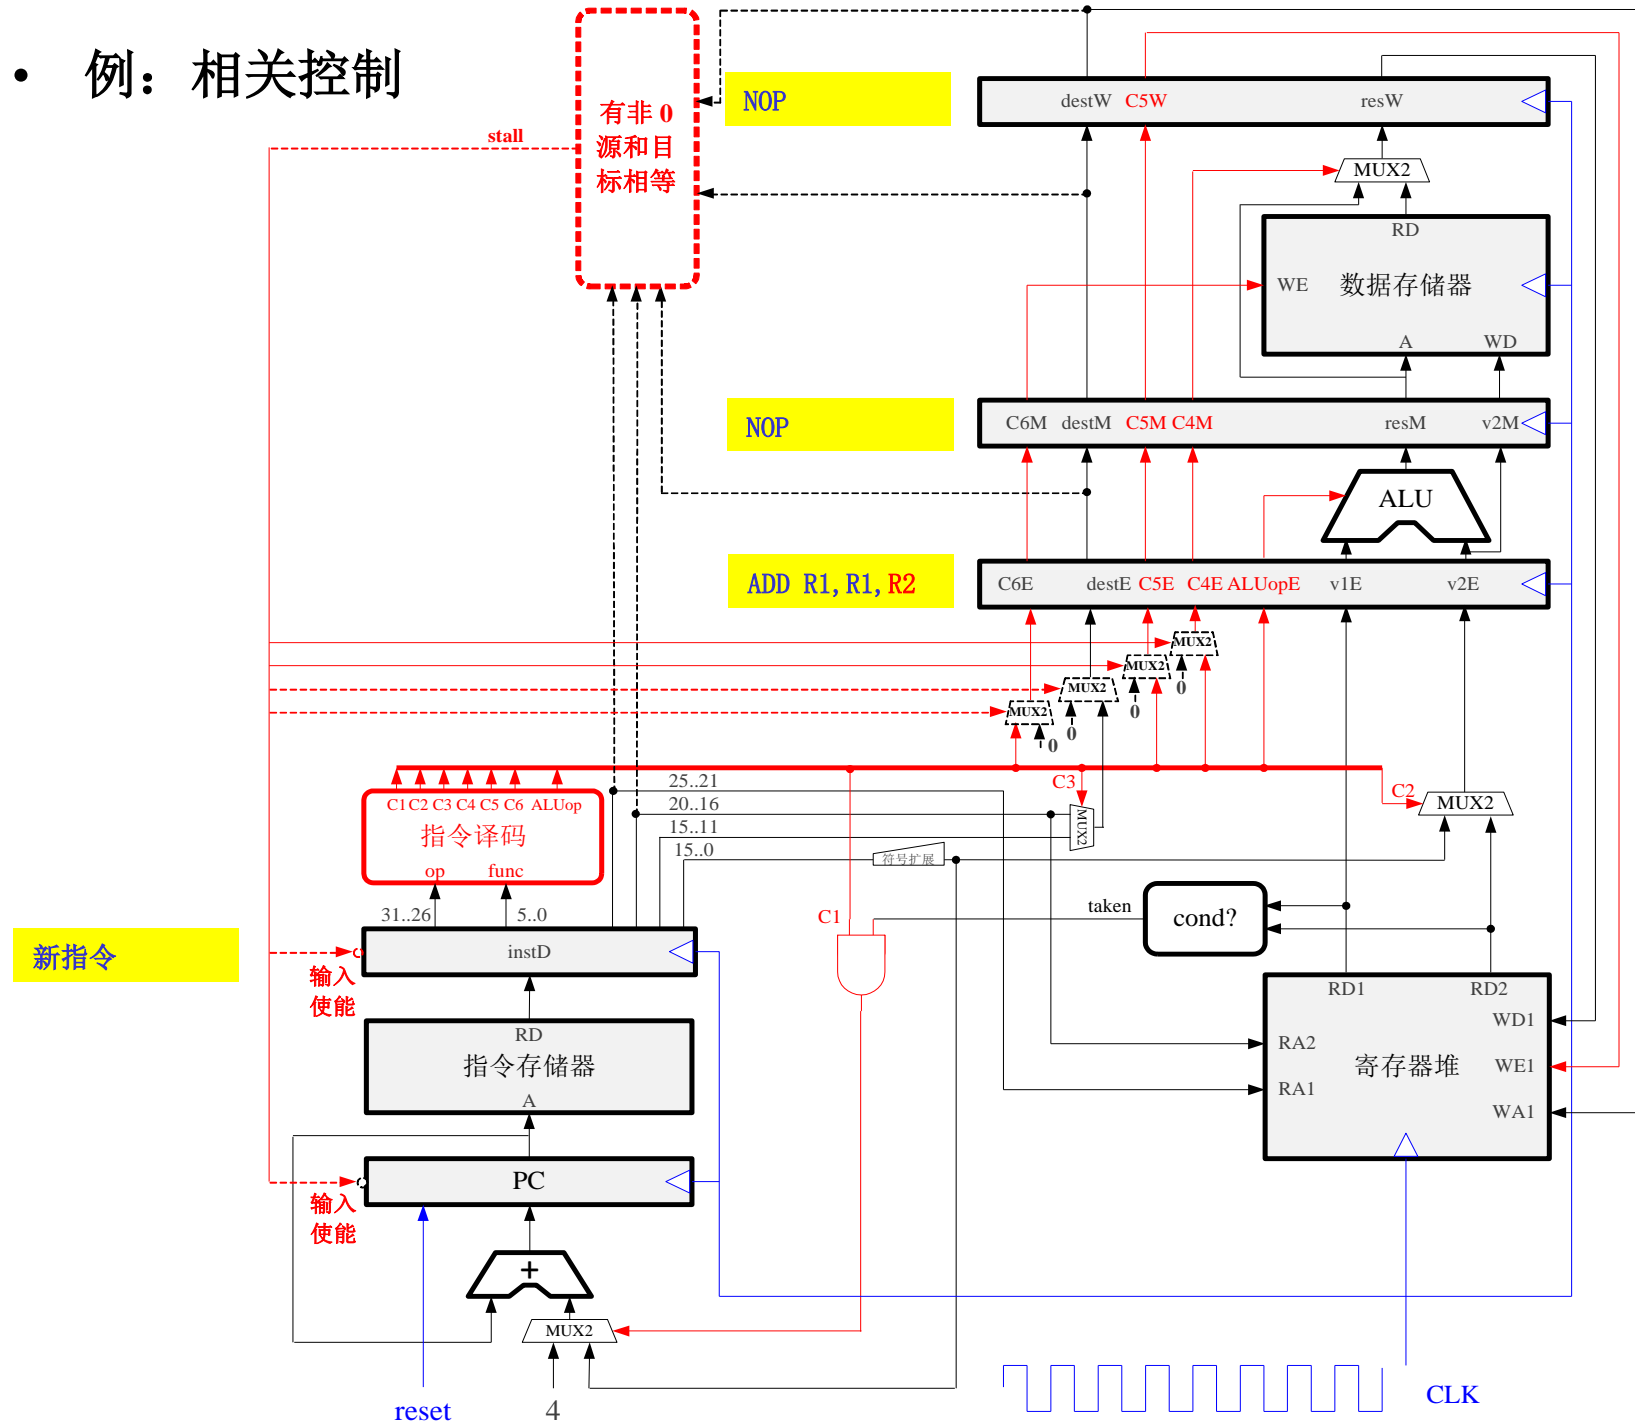 • 例：相关控制
有非 0
源和目
标相等
stall
NOP
destW C5W resW
MUX2
RD
WE 数据存储器
A WD
NOP
C6M destM C5M C4M resM v2M
ALU
ADD R1,R1,R2
C6E destE C5E C4E ALUopE v1E v2E
MUX2
MUX2
MUX2
MUX2
0
0
0
0
C1 C2 C3 C4 C5 C6 ALUop
指令译码
op func
25..21
20..16
15..11
15..0
C3
MUX2
符号扩展
C2
MUX2
31..26 5..0
C1
taken
cond?
新指令
instD
输入
使能
RD
指令存储器
A
RD1 RD2
WD1
RA2
寄存器堆
WE1
RA1
WA1
PC
输入
使能
+
MUX2
reset
4
CLK